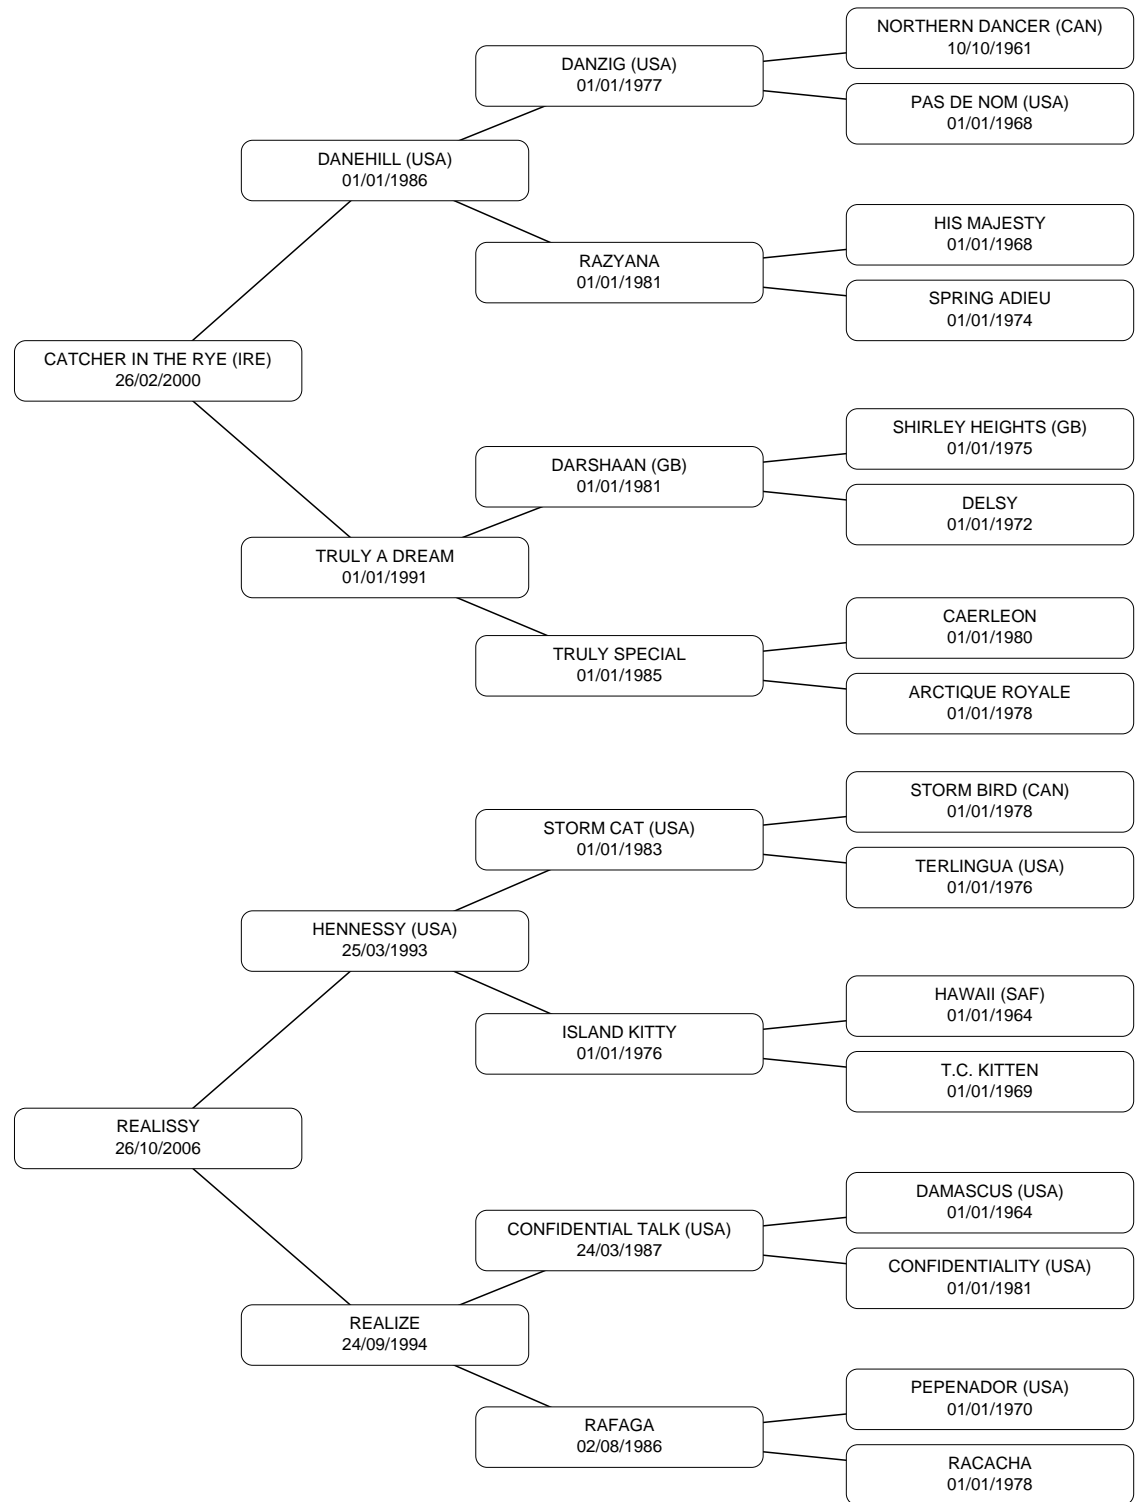 NORTHERN DANCER (CAN)
10/10/1961
DANZIG (USA)
01/01/1977
PAS DE NOM (USA)
01/01/1968
DANEHILL (USA)
01/01/1986
HIS MAJESTY
01/01/1968
RAZYANA
01/01/1981
SPRING ADIEU
01/01/1974
CATCHER IN THE RYE (IRE)
26/02/2000
SHIRLEY HEIGHTS (GB)
01/01/1975
DARSHAAN (GB)
01/01/1981
DELSY
01/01/1972
TRULY A DREAM
01/01/1991
CAERLEON
01/01/1980
TRULY SPECIAL
01/01/1985
ARCTIQUE ROYALE
01/01/1978
STORM BIRD (CAN)
01/01/1978
STORM CAT (USA)
01/01/1983
TERLINGUA (USA)
01/01/1976
HENNESSY (USA)
25/03/1993
HAWAII (SAF)
01/01/1964
ISLAND KITTY
01/01/1976
T.C. KITTEN
01/01/1969
REALISSY
26/10/2006
DAMASCUS (USA)
01/01/1964
CONFIDENTIAL TALK (USA)
24/03/1987
CONFIDENTIALITY (USA)
01/01/1981
REALIZE
24/09/1994
PEPENADOR (USA)
01/01/1970
RAFAGA
02/08/1986
RACACHA
01/01/1978